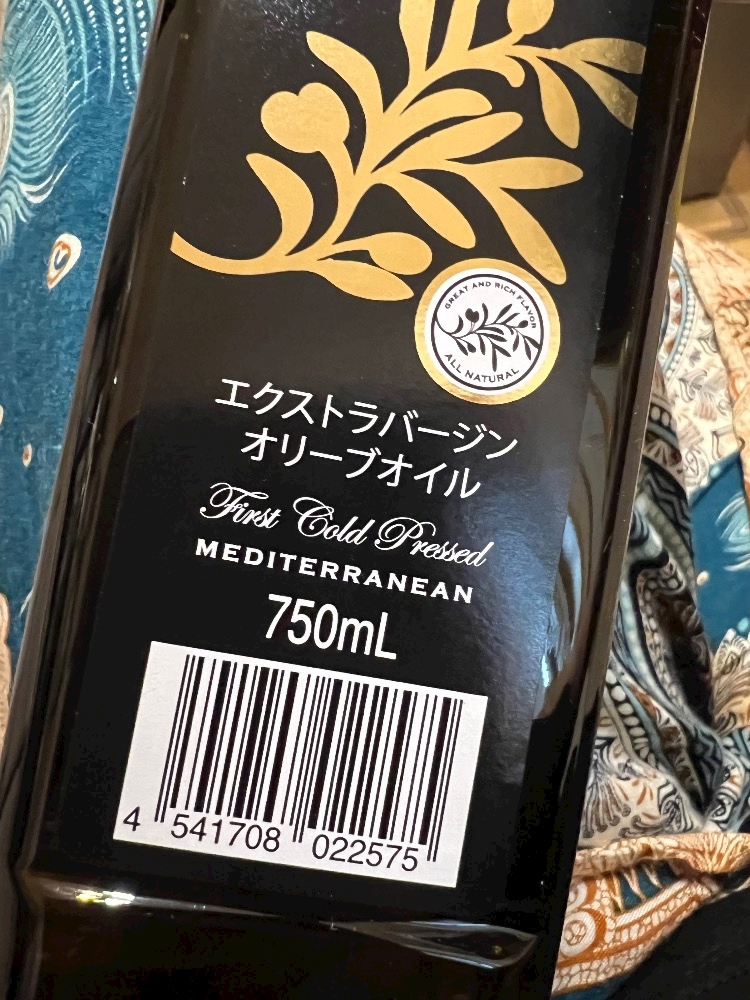 GREAT AND RICH FLAVOR
ALL NATURAL
エクストラバージン
オリーブオイル
First Cold Pressed
MEDITERRANEAN
750mL
4 541708 022575